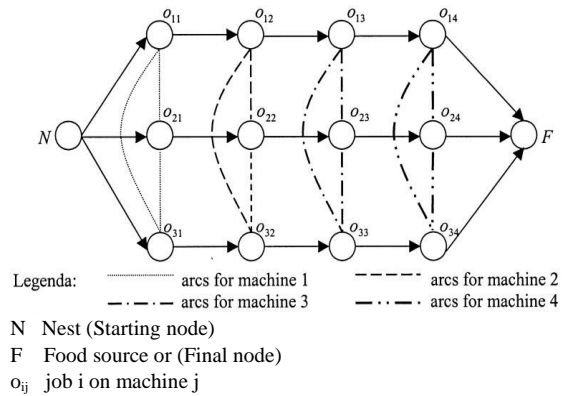 o11 o12 o13 o14
N o21 o22 o23 o24 F
o31 o32 o33 o34
Legenda: arcs for machine 1 arcs for machine 2
arcs for machine 3 arcs for machine 4
N Nest (Starting node)
F Food source or (Final node)
oij job i on machine j